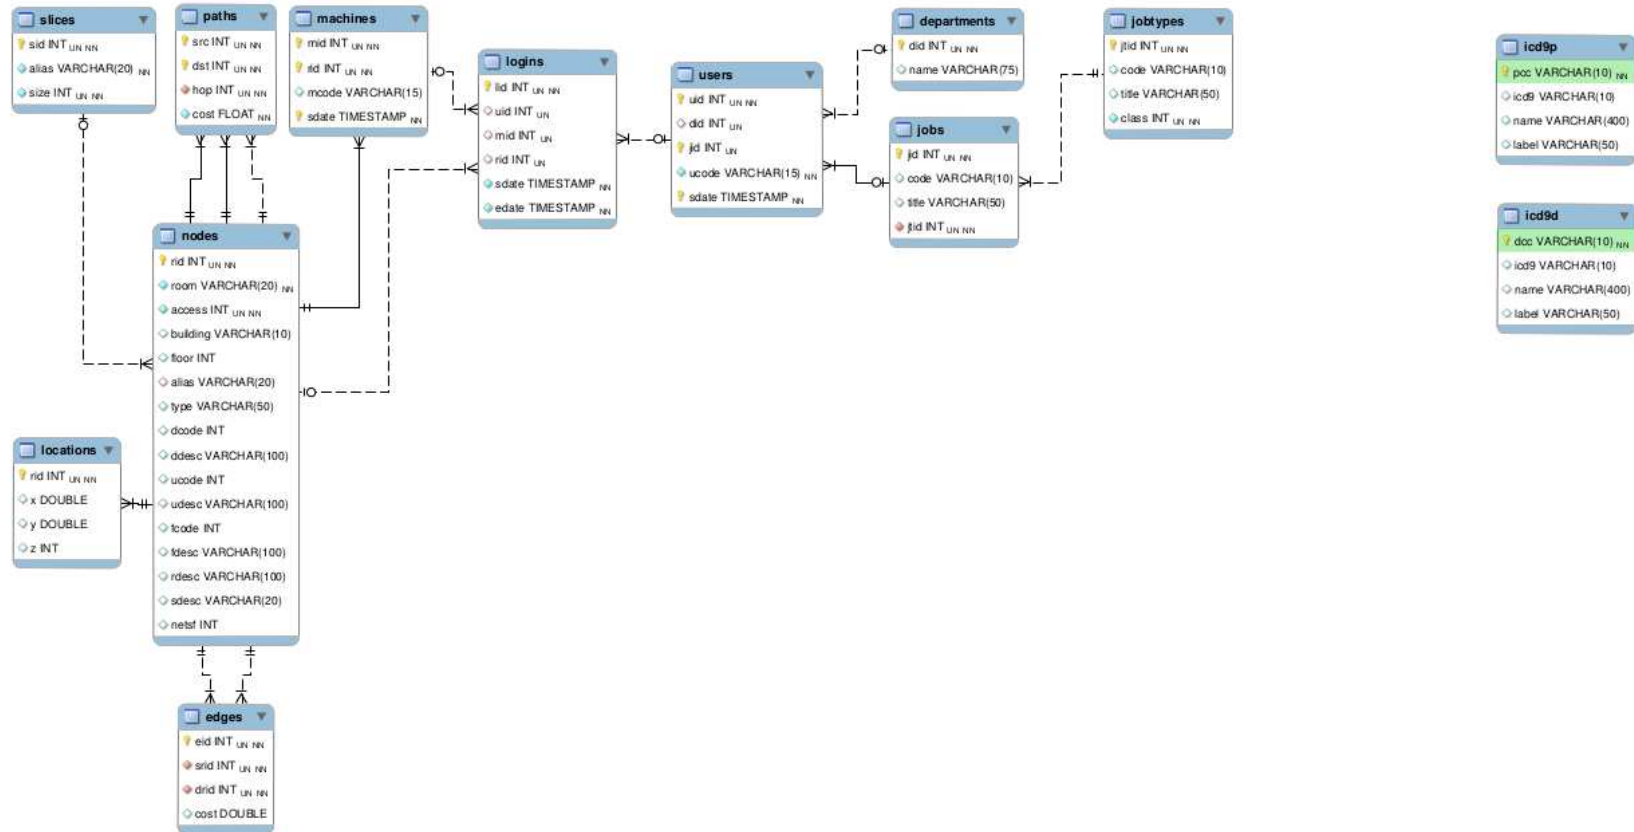 slices
sid INT UN NN
alias VARCHAR(20) NN
size INT UN NN
paths
src INT UN NN
dst INT UN NN
hop INT UN NN
cost FLOAT NN
machines
mid INT UN NN
rid INT UN NN
mcode VARCHAR(15)
sdate TIMESTAMP NN
logins
lid INT UN NN
uid INT UN
mid INT UN
rid INT UN
sdate TIMESTAMP NN
edate TIMESTAMP NN
users
uid INT UN NN
did INT UN
jid INT UN
ucode VARCHAR(15) NN
sdate TIMESTAMP NN
departments
did INT UN NN
name VARCHAR(75)
jobs
jid INT UN NN
code VARCHAR(10)
title VARCHAR(50)
jtid INT UN NN
jobtypes
jtid INT UN NN
code VARCHAR(10)
title VARCHAR(50)
class INT UN NN
icd9p
pcc VARCHAR(10) NN
icd9 VARCHAR(10)
name VARCHAR(400)
label VARCHAR(50)
icd9d
dcc VARCHAR(10) NN
icd9 VARCHAR(10)
name VARCHAR(400)
label VARCHAR(50)
nodes
rid INT UN NN
room VARCHAR(20) NN
access INT UN NN
building VARCHAR(10)
floor INT
alias VARCHAR(20)
type VARCHAR(50)
dcode INT
ddesc VARCHAR(100)
ucode INT
udesc VARCHAR(100)
fcode INT
fdesc VARCHAR(100)
rdesc VARCHAR(100)
sdesc VARCHAR(20)
netsf INT
locations
rid INT UN NN
x DOUBLE
y DOUBLE
z INT
edges
eid INT UN NN
srid INT UN NN
drid INT UN NN
cost DOUBLE